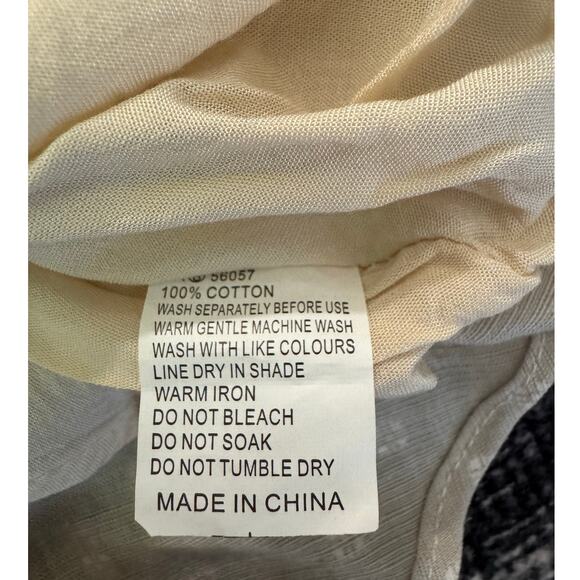 56057
100% COTTON
WASH SEPARATELY BEFORE USE
WARM GENTLE MACHINE WASH
WASH WITH LIKE COLOURS
LINE DRY IN SHADE
WARM IRON
DO NOT BLEACH
DO NOT SOAK
DO NOT TUMBLE DRY
MADE IN CHINA